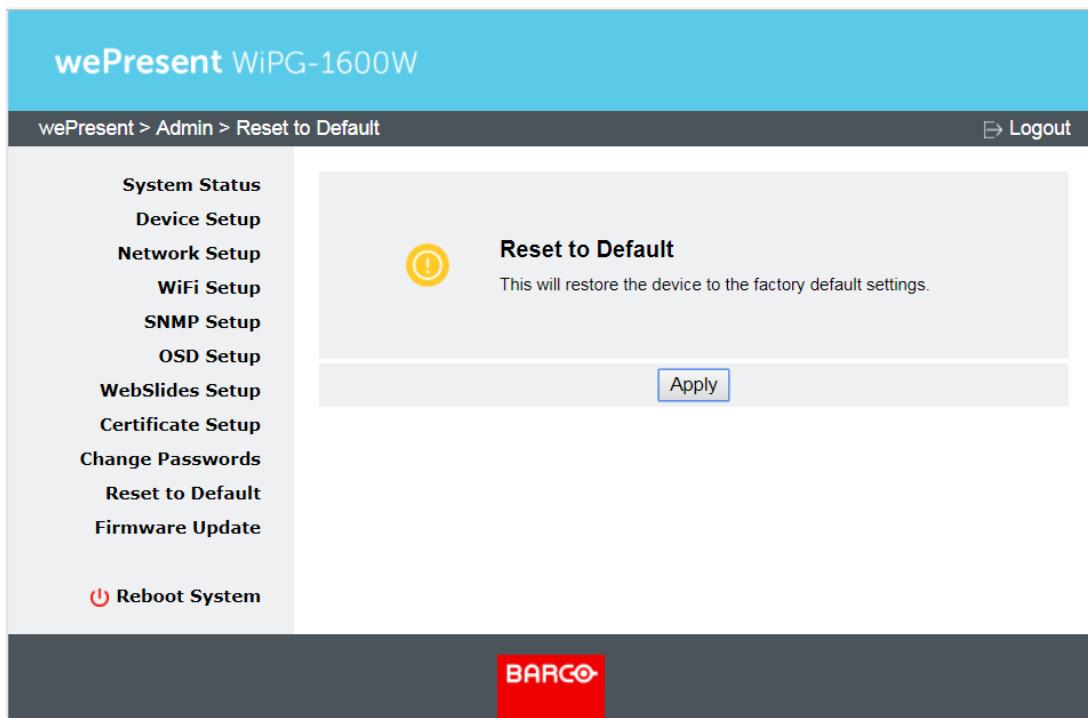 wePresent WiPG-1600W
wePresent > Admin > Reset to Default
Logout
System Status
Device Setup
Network Setup
WiFi Setup
SNMP Setup
OSD Setup
WebSlides Setup
Certificate Setup
Change Passwords
Reset to Default
Firmware Update
Reboot System
Reset to Default
This will restore the device to the factory default settings.
Apply
BARCO